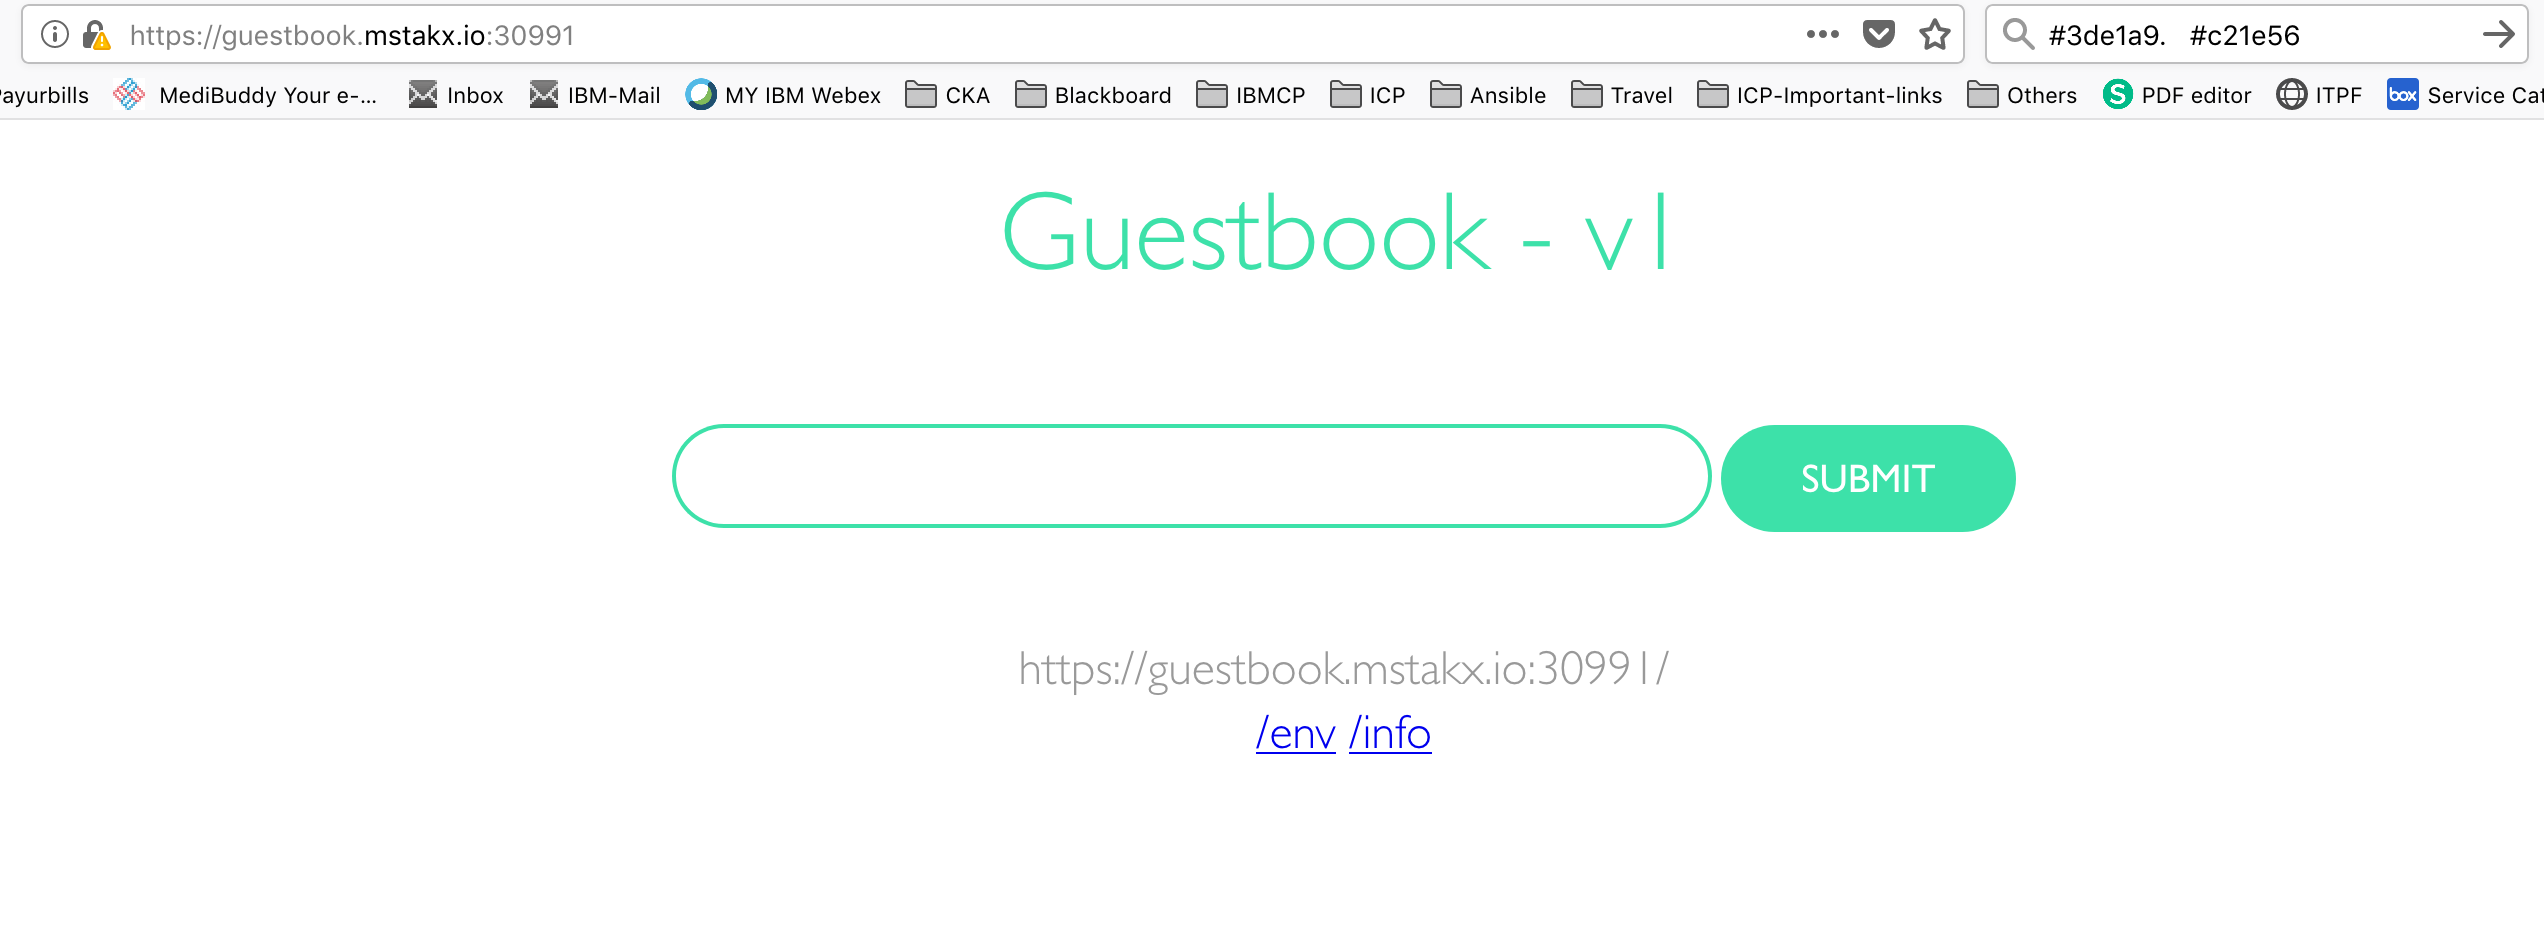 https://guestbook.mstakx.io:30991 #3de1a9. #c21e56
ayurbills MediBuddy Your e-... Inbox IBM-Mail MY IBM Webex CKA Blackboard IBMCP ICP Ansible Travel ICP-Important-links Others S PDF editor ITPF box Service Cat
Guestbook - v1
SUBMIT
https://guestbook.mstakx.io:30991/
/env /info